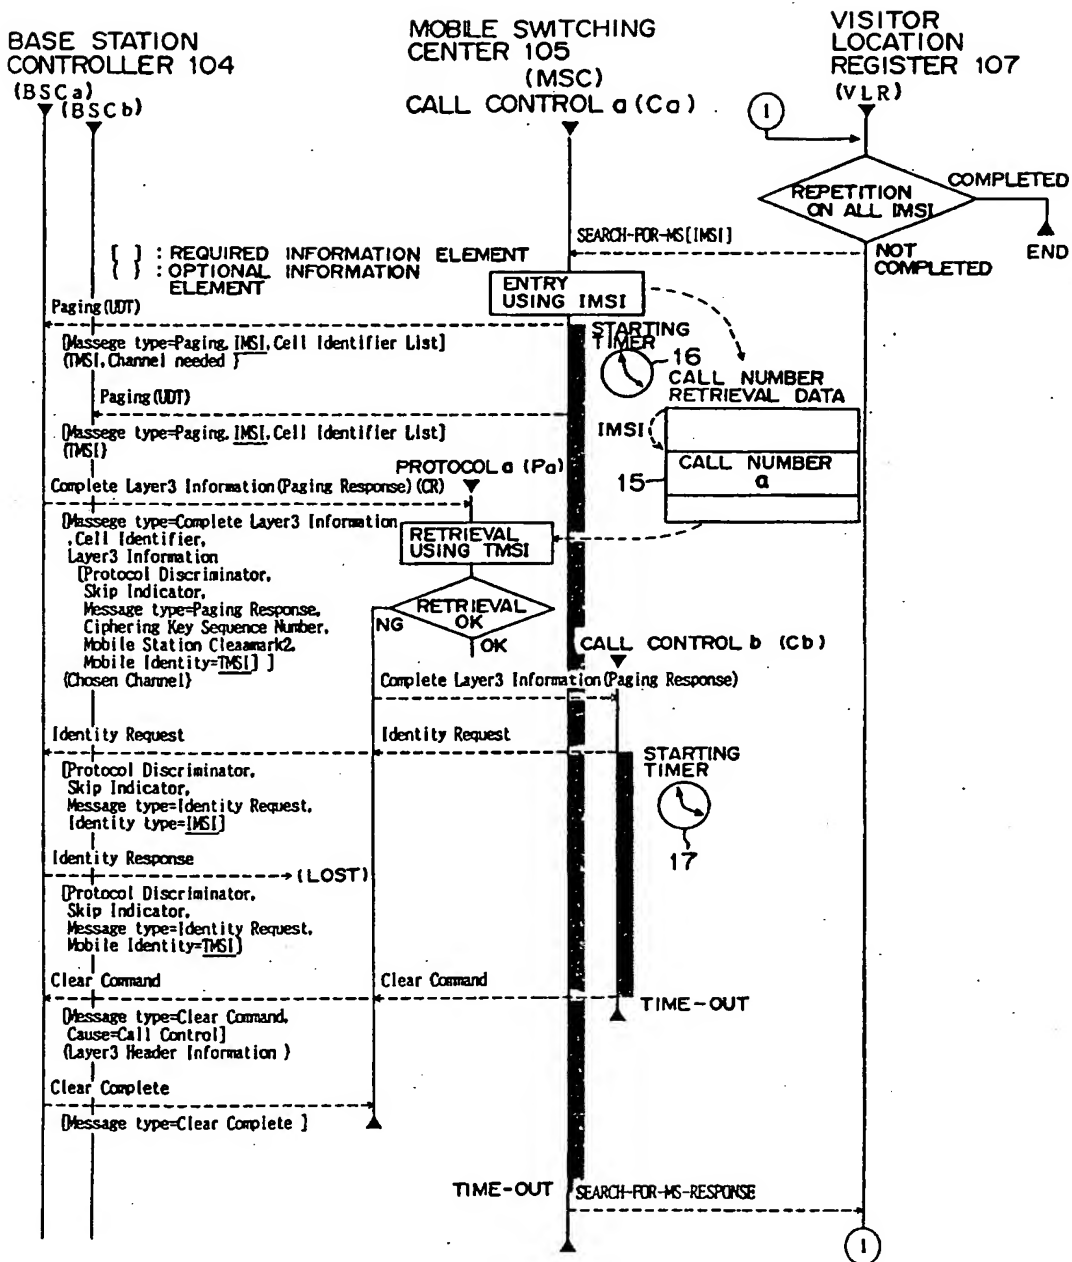 BASE STATION
CONTROLLER 104
(BSCa)
(BSCb)
MOBILE SWITCHING
CENTER 105
(MSC)
CALL CONTROL a (Ca)
VISITOR
LOCATION
REGISTER 107
(VLR)
1
REPETITION
ON ALL IMSI
COMPLETED
END
NOT
COMPLETED
SEARCH-FOR-MS[IMSI]
[ ] : REQUIRED INFORMATION ELEMENT
{ } : OPTIONAL INFORMATION
ELEMENT
ENTRY
USING IMSI
Paging(UDT)
[Massege type=Paging, IMSI, Cell Identifier List]
{TMSI, Channel needed }
STARTING
TIMER
16
CALL NUMBER
RETRIEVAL DATA
Paging(UDT)
[Massege type=Paging, IMSI, Cell Identifier List]
{TMSI}
IMSI
CALL NUMBER
a
15
PROTOCOL a (Pa)
Complete Layer3 Information(Paging Response)(CR)
[Massege type=Complete Layer3 Information
,Cell Identifier,
Layer3 Information
[Protocol Discriminator,
Skip Indicator,
Message type=Paging Response,
Ciphering Key Sequence Number,
Mobile Station Cleamark2,
Mobile Identity=TMSI] ]
{Chosen Channel}
RETRIEVAL
USING TMSI
RETRIEVAL
OK
NG
OK
CALL CONTROL b (Cb)
Complete Layer3 Information(Paging Response)
Identity Request
Identity Request
[Protocol Discriminator,
Skip Indicator,
Message type=Identity Request,
Identity type=IMSI]
STARTING
TIMER
17
Identity Response
(LOST)
[Protocol Discriminator,
Skip Indicator,
Message type=Identity Request,
Mobile Identity=TMSI]
Clear Command
Clear Command
TIME-OUT
[Message type=Clear Command,
Cause=Call Control]
{Layer3 Header Information }
Clear Complete
[Message type=Clear Complete ]
TIME-OUT
SEARCH-FOR-MS-RESPONSE
1